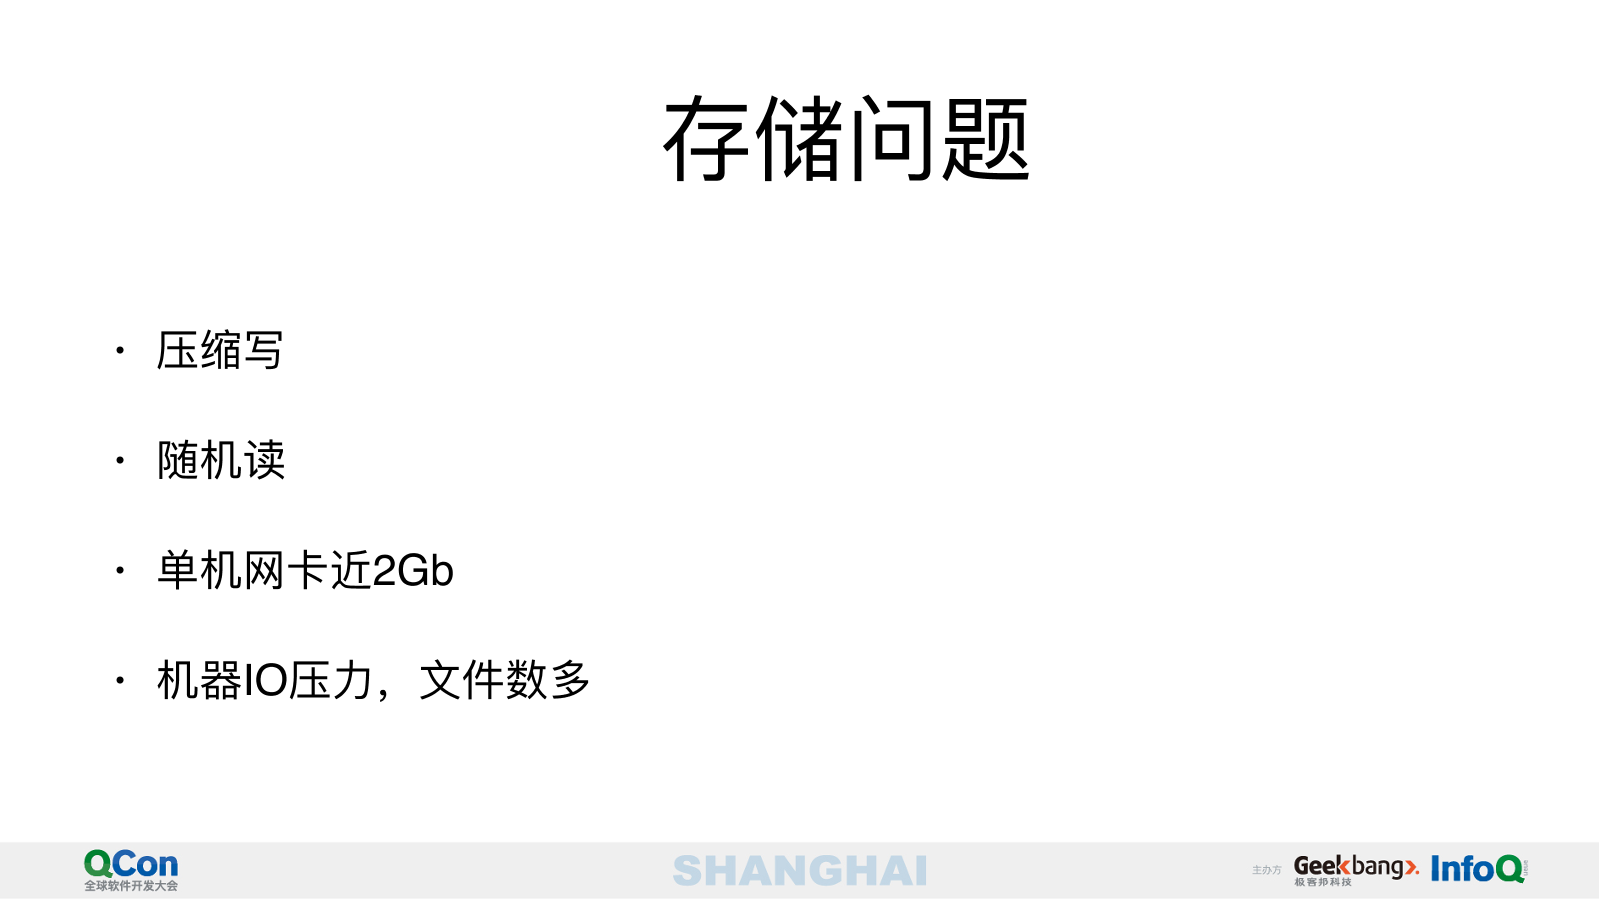 存储问题
• 压缩写
• 随机读
• 单机网卡近2Gb
• 机器IO压力，文件数多
QCon
全球软件开发大会
SHANGHAI
主办方
Geekbang>.
极客邦科技
InfoQ